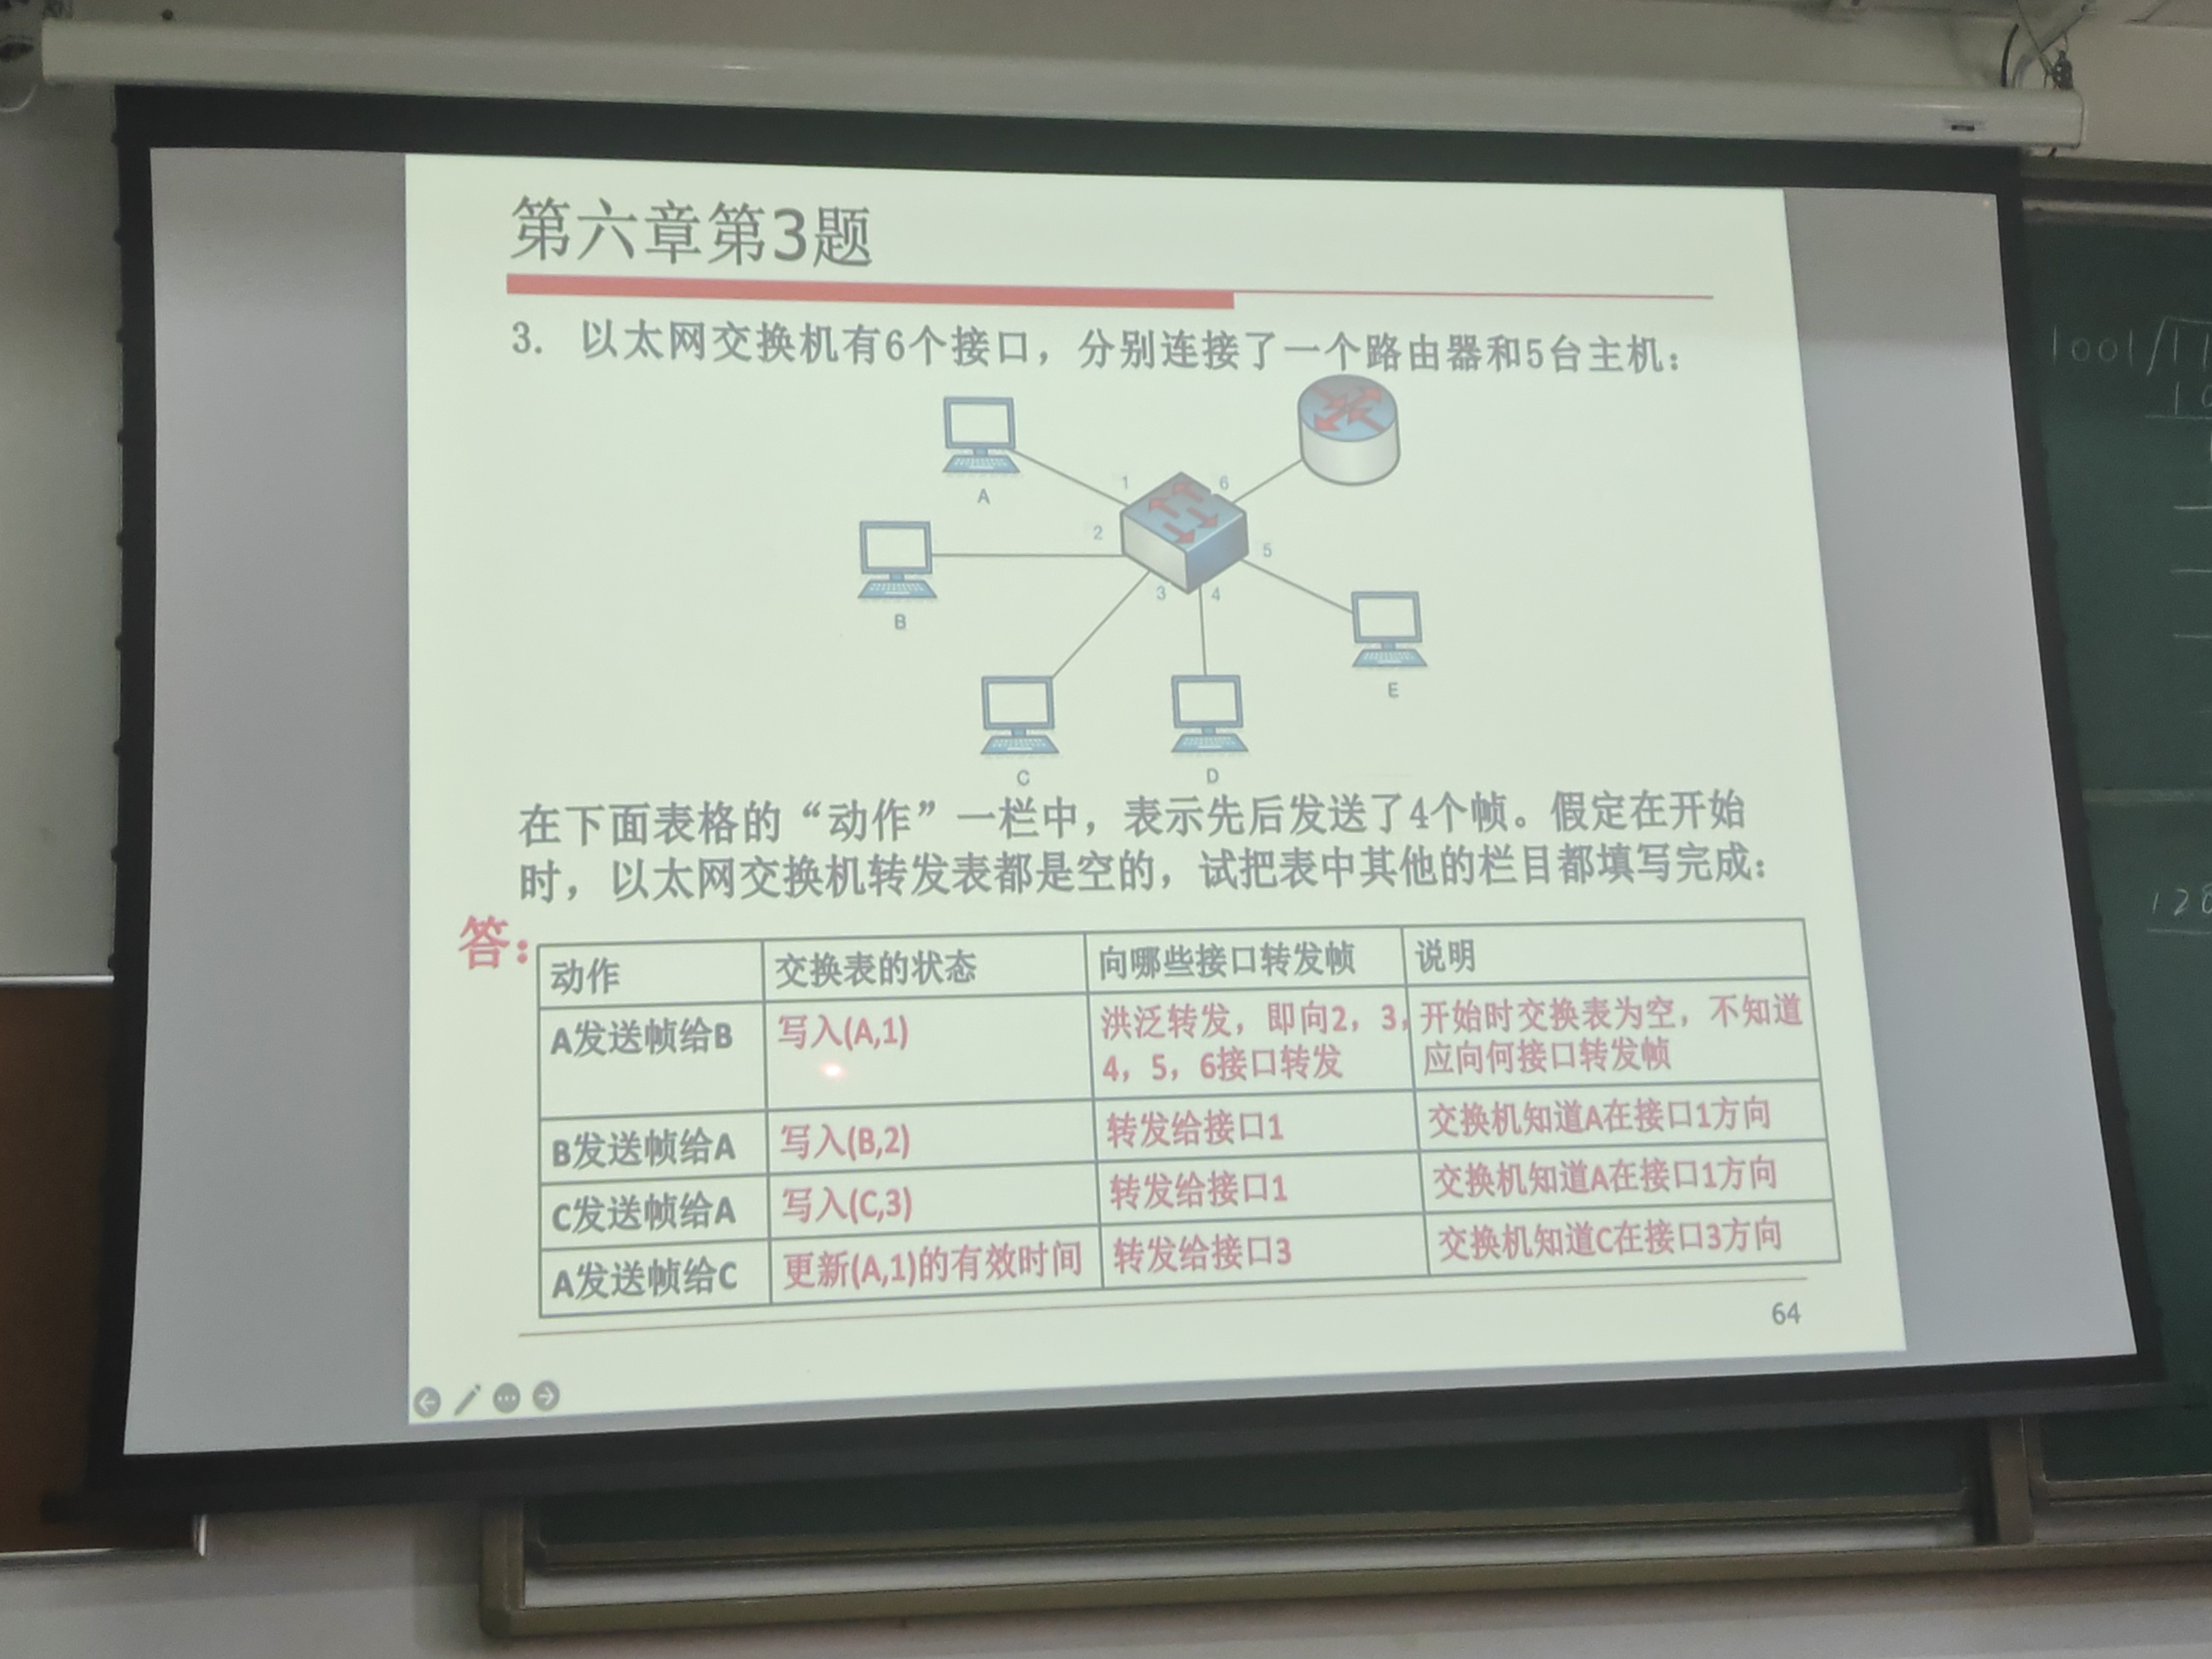 第六章第3题
3. 以太网交换机有6个接口，分别连接了一个路由器和5台主机：
A
1
6
2
5
B
3
4
E
C
D
在下面表格的“动作”一栏中，表示先后发送了4个帧。假定在开始
时，以太网交换机转发表都是空的，试把表中其他的栏目都填写完成：
答：
动作 交换表的状态 向哪些接口转发帧 说明
A发送帧给B 写入(A,1) 洪泛转发，即向2，3， 开始时交换表为空，不知道
4，5，6接口转发 应向何接口转发帧
B发送帧给A 写入(B,2) 转发给接口1 交换机知道A在接口1方向
C发送帧给A 写入(C,3) 转发给接口1 交换机知道A在接口1方向
A发送帧给C 更新(A,1)的有效时间 转发给接口3 交换机知道C在接口3方向
64
1001
128